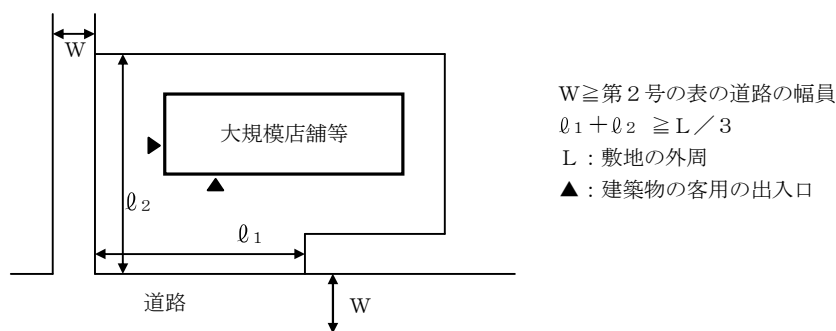 W
大規模店舗等
ℓ₂
ℓ₁
道路
W
W≧第２号の表の道路の幅員
ℓ₁＋ℓ₂ ≧Ｌ／３
Ｌ：敷地の外周
▲：建築物の客用の出入口